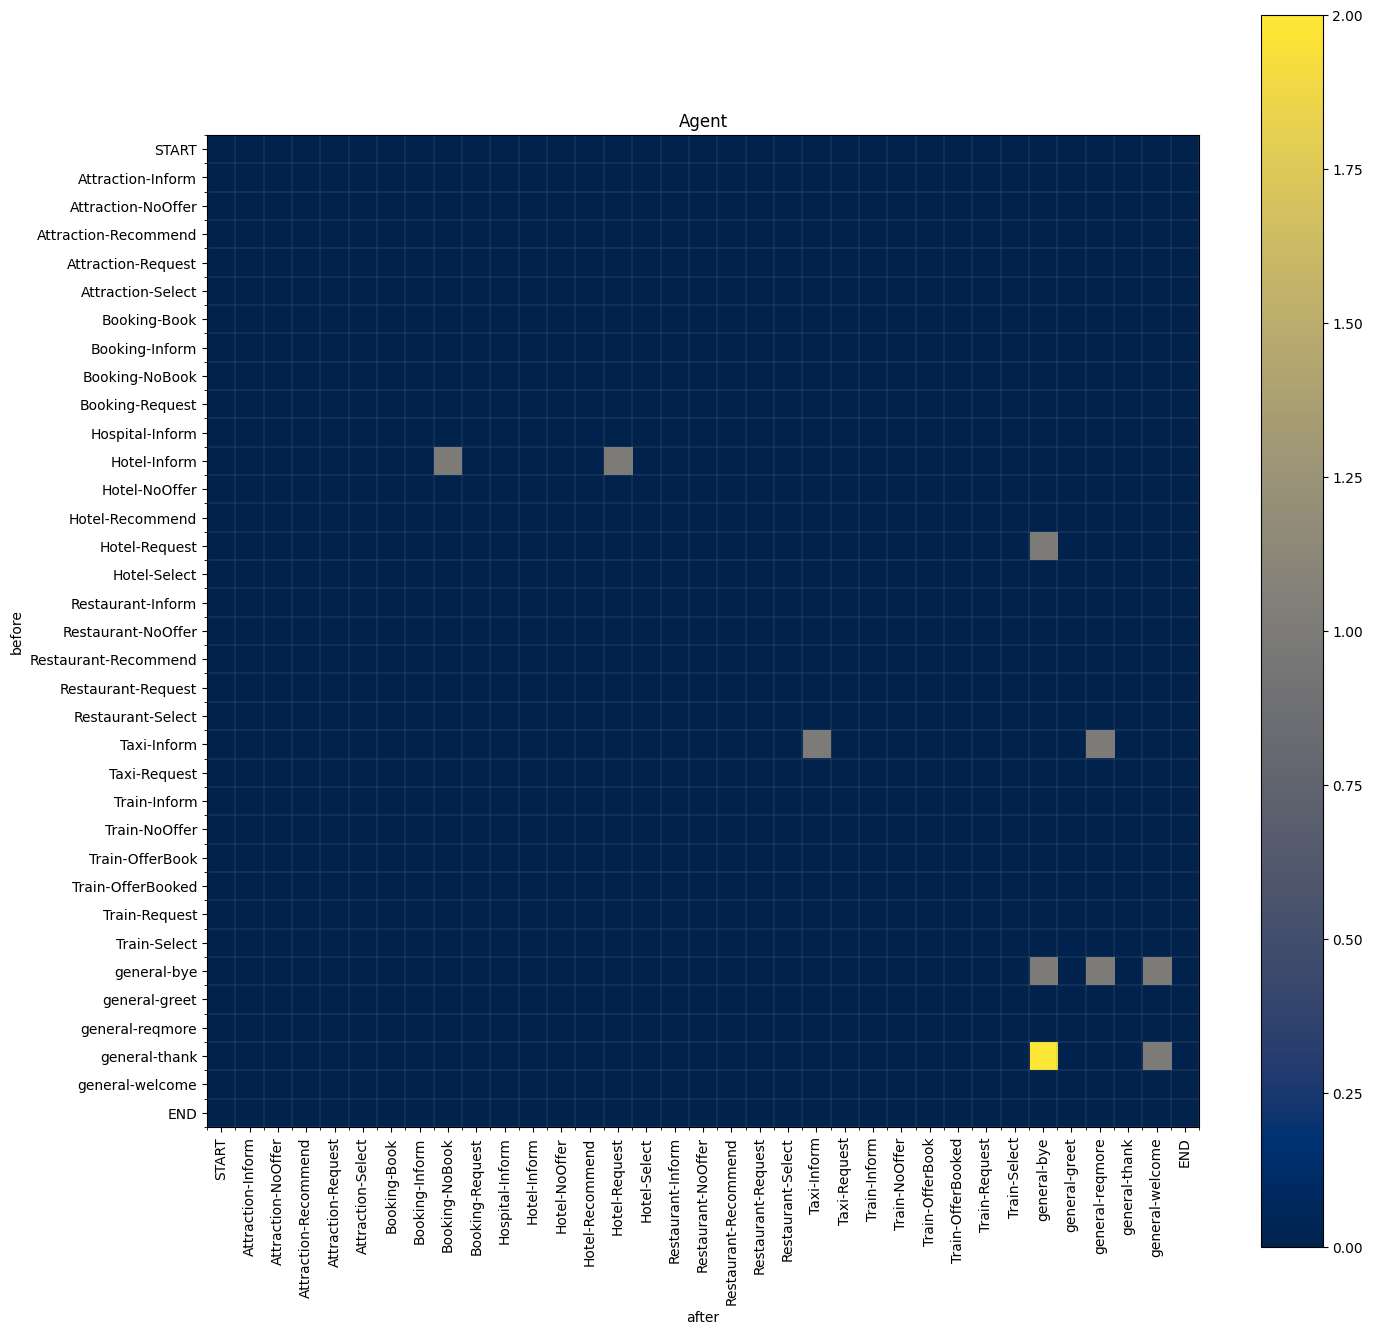 Agent
before
START
Attraction-Inform
Attraction-NoOffer
Attraction-Recommend
Attraction-Request
Attraction-Select
Booking-Book
Booking-Inform
Booking-NoBook
Booking-Request
Hospital-Inform
Hotel-Inform
Hotel-NoOffer
Hotel-Recommend
Hotel-Request
Hotel-Select
Restaurant-Inform
Restaurant-NoOffer
Restaurant-Recommend
Restaurant-Request
Restaurant-Select
Taxi-Inform
Taxi-Request
Train-Inform
Train-NoOffer
Train-OfferBook
Train-OfferBooked
Train-Request
Train-Select
general-bye
general-greet
general-reqmore
general-thank
general-welcome
END
START
Attraction-Inform
Attraction-NoOffer
Attraction-Recommend
Attraction-Request
Attraction-Select
Booking-Book
Booking-Inform
Booking-NoBook
Booking-Request
Hospital-Inform
Hotel-Inform
Hotel-NoOffer
Hotel-Recommend
Hotel-Request
Hotel-Select
Restaurant-Inform
Restaurant-NoOffer
Restaurant-Recommend
Restaurant-Request
Restaurant-Select
Taxi-Inform
Taxi-Request
Train-Inform
Train-NoOffer
Train-OfferBook
Train-OfferBooked
Train-Request
Train-Select
general-bye
general-greet
general-reqmore
general-thank
general-welcome
END
after
2.00
1.75
1.50
1.25
1.00
0.75
0.50
0.25
0.00